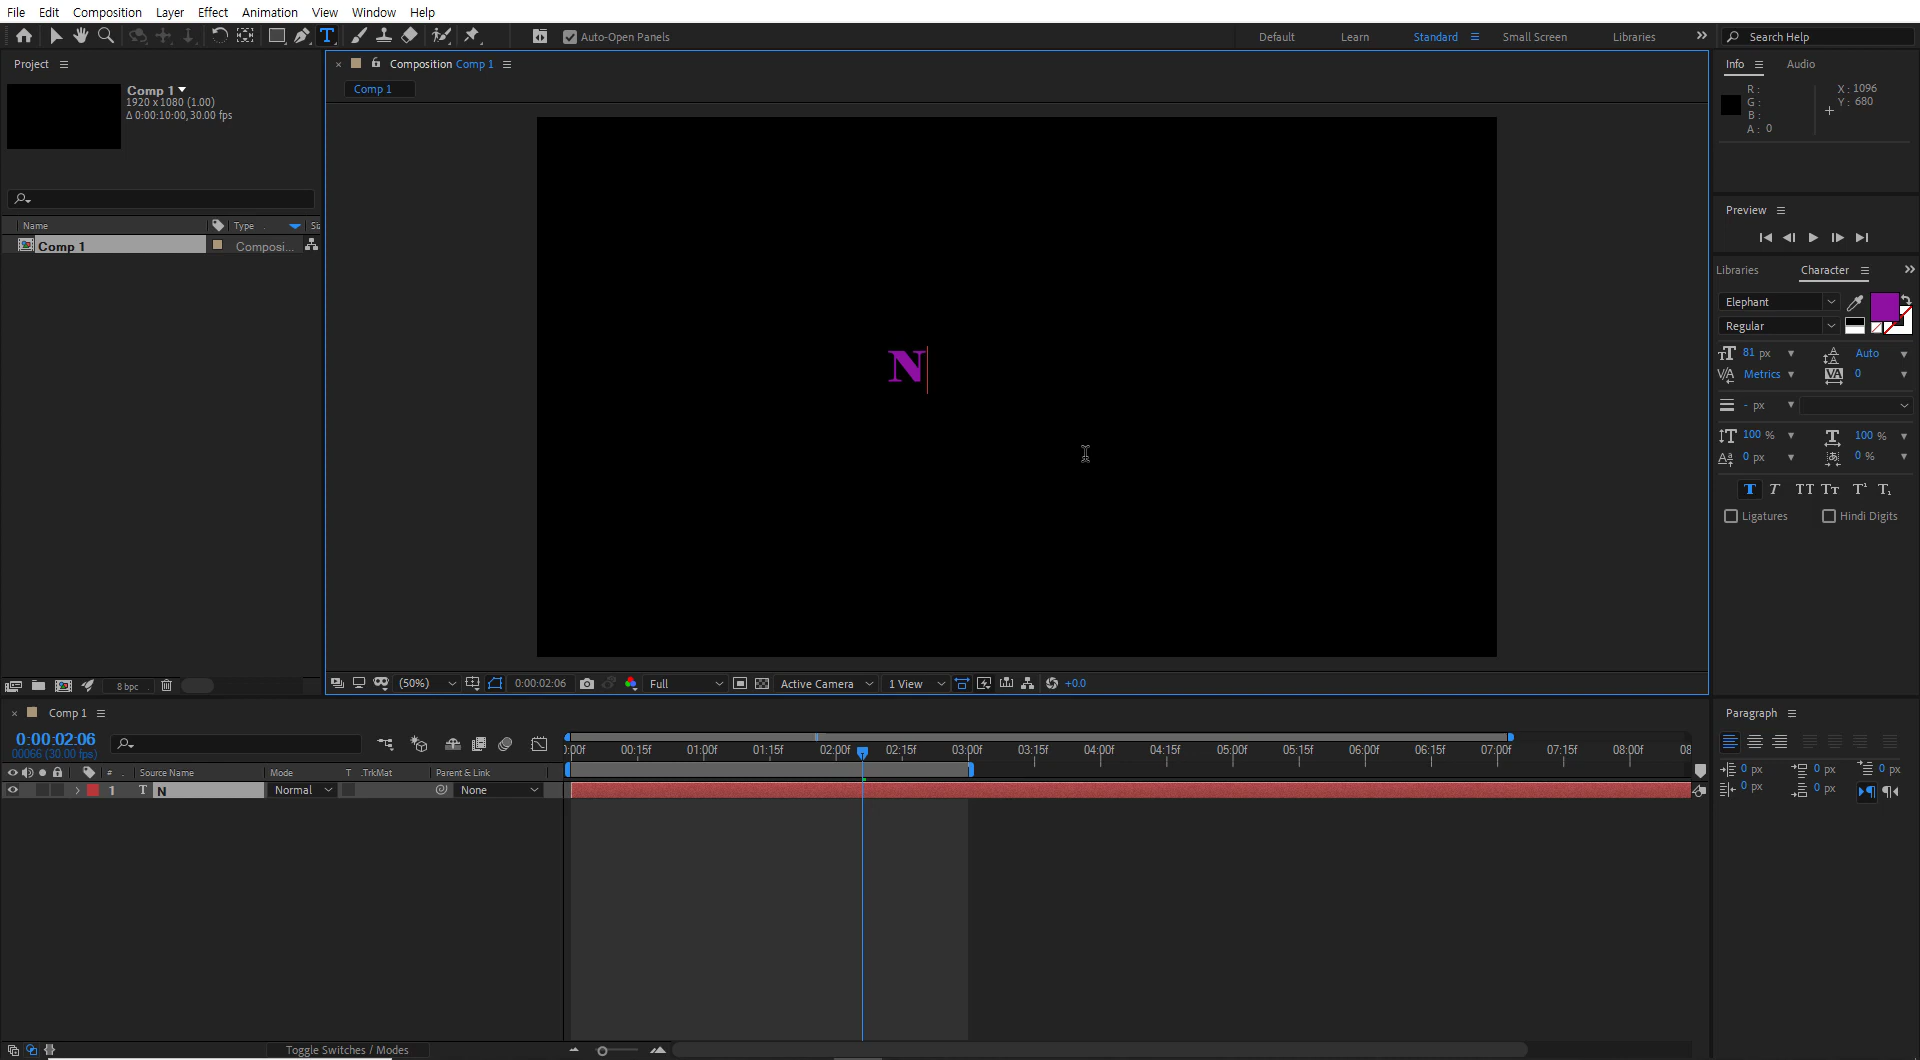 File Edit Composition Layer Effect Animation View Window Help
Auto-Open Panels Default Learn Standard Small Screen Libraries Search Help
Project
Comp 1
1920 x 1080 (1.00)
Δ 0:00:10:00, 30.00 fps
Name Type Si
Comp 1 Composi...
8 bpc
Composition Comp 1
Comp 1
N
(50%) 0:00:02:06 Full Active Camera 1 View +0.0
Info Audio
R :
G :
B :
A : 0
X : 1096
Y : 680
Preview
Libraries Character
Elephant
Regular
81 px Auto
Metrics 0
- px
100 % 100 %
0 px 0 %
T T TT Tт T¹ T₁
Ligatures Hindi Digits
Comp 1
0:00:02:06
00066 (30.00 fps)
# Source Name Mode T .TrkMat Parent & Link
1 T N Normal None
):00f 00:15f 01:00f 01:15f 02:00f 02:15f 03:00f 03:15f 04:00f 04:15f 05:00f 05:15f 06:00f 06:15f 07:00f 07:15f 08:00f 08
Toggle Switches / Modes
Paragraph
0 px 0 px 0 px
0 px 0 px